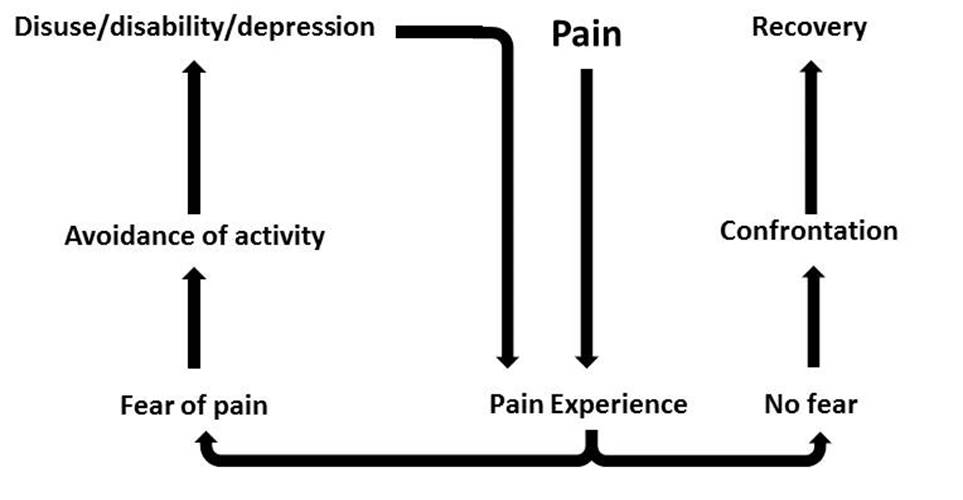 Disuse/disability/depression
Pain
Recovery
Avoidance of activity
Confrontation
Fear of pain
Pain Experience
No fear